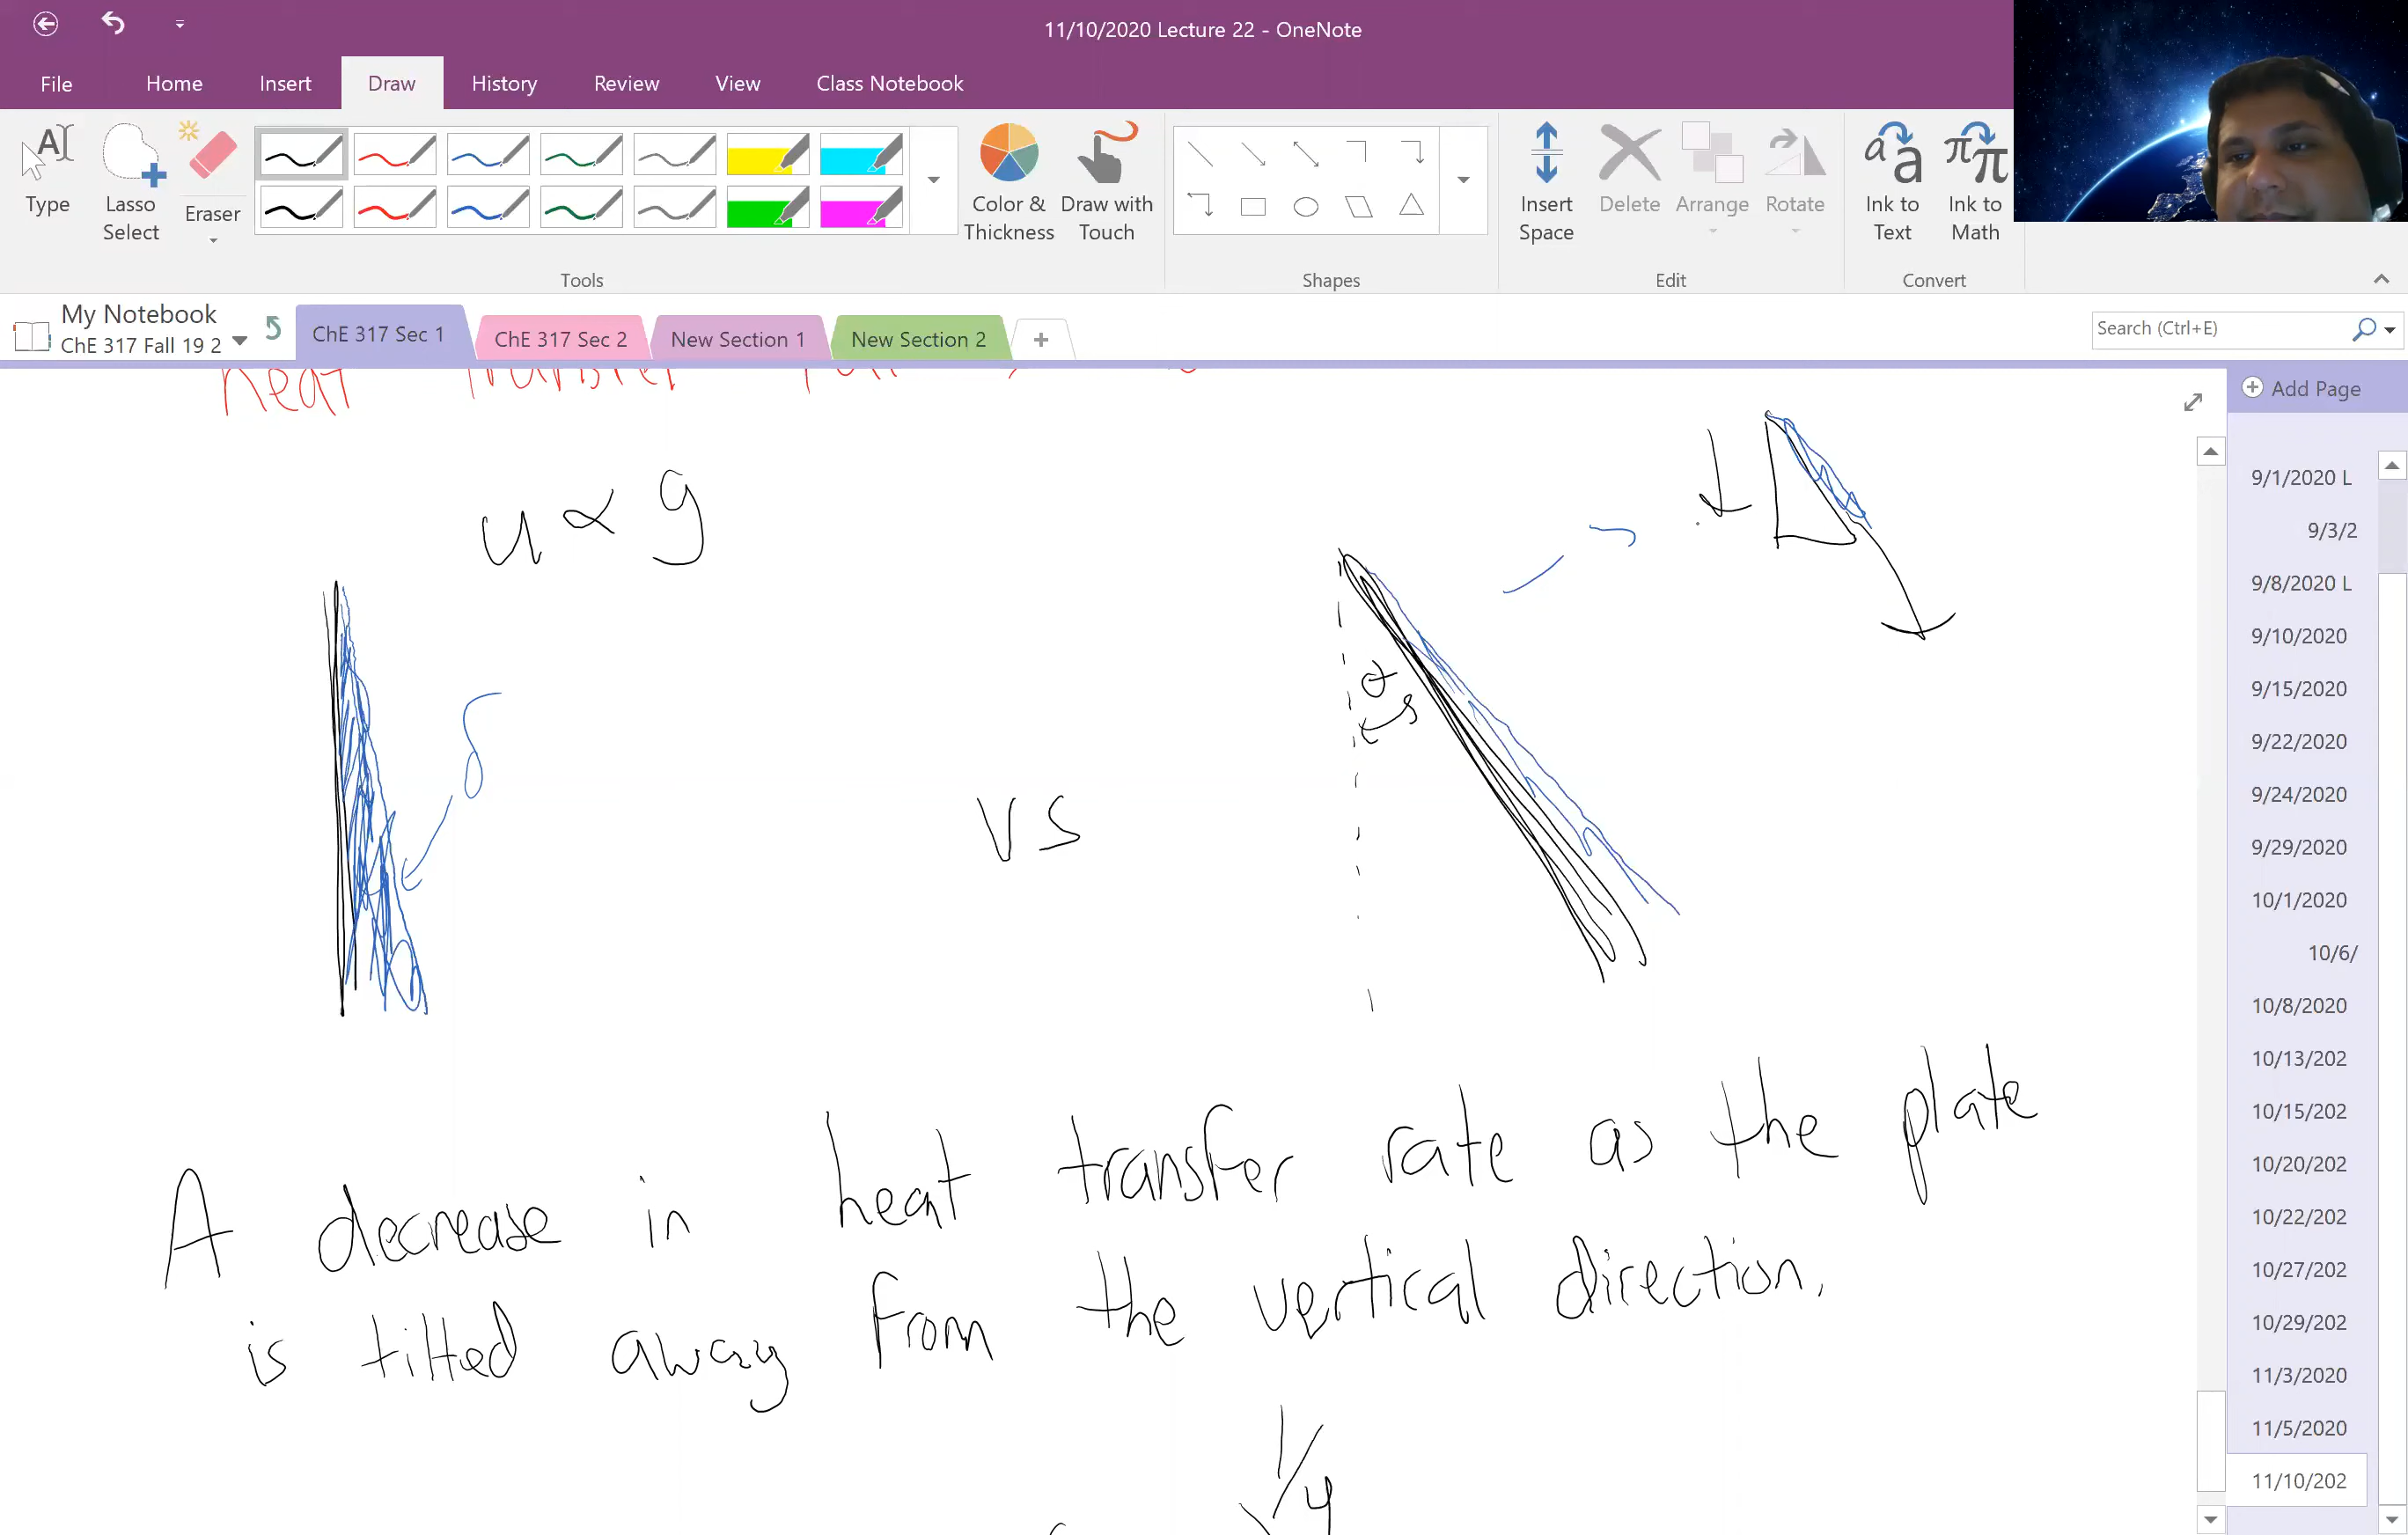 11/10/2020 Lecture 22 - OneNote
File Home Insert Draw History Review View Class Notebook
Type
Lasso Select
Eraser
Color & Thickness
Draw with Touch
Insert Space
Delete
Arrange
Rotate
Ink to Text
Ink to Math
Tools Shapes Edit Convert
My Notebook
ChE 317 Fall 19 2
ChE 317 Sec 1
ChE 317 Sec 2
New Section 1
New Section 2
Search (Ctrl+E)
Add Page
heat transfer
u ∝ g
δ
vs
θ
A decrease in heat transfer rate as the plate
is tilted away from the vertical direction.
1/4
9/1/2020 L
9/3/2
9/8/2020 L
9/10/2020
9/15/2020
9/22/2020
9/24/2020
9/29/2020
10/1/2020
10/6/
10/8/2020
10/13/202
10/15/202
10/20/202
10/22/202
10/27/202
10/29/202
11/3/2020
11/5/2020
11/10/202